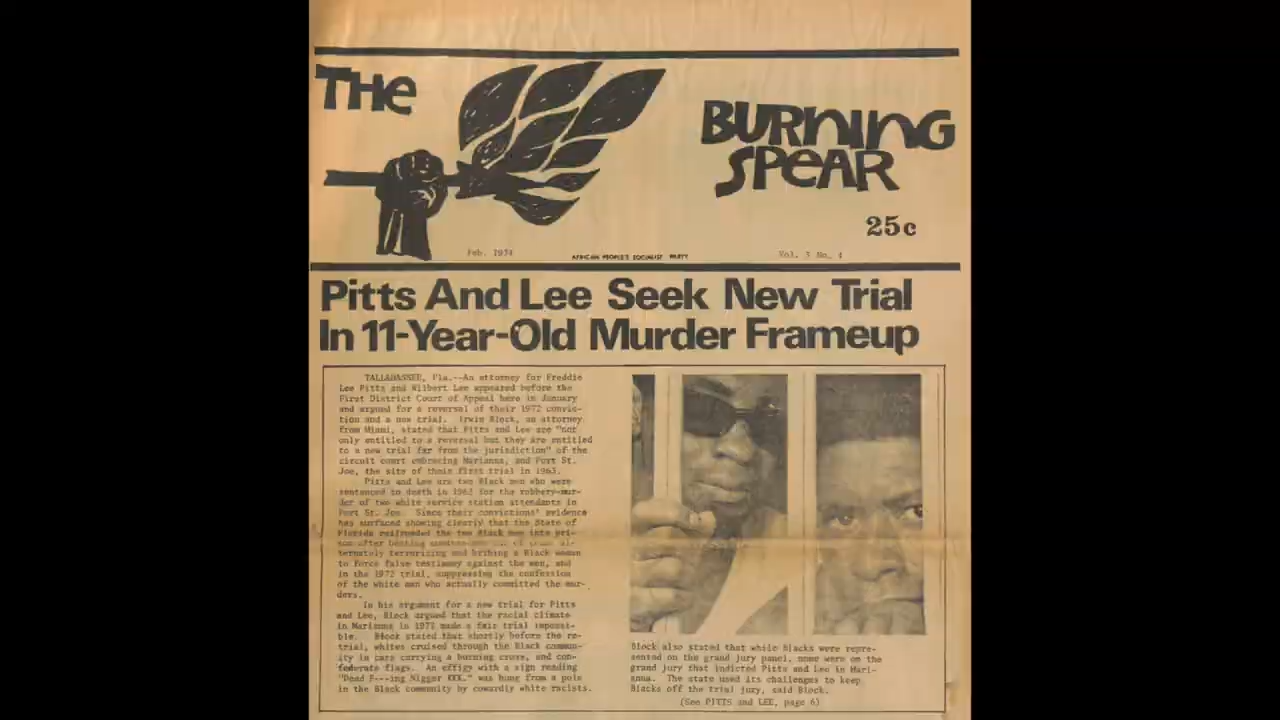 THE
BURNING
SPEAR
25c
Feb. 1974
AFRICAN PEOPLE'S SOCIALIST PARTY
Vol. 3 No. 4
Pitts And Lee Seek New Trial
In 11-Year-Old Murder Frameup
TALLAHASSEE, Fla.--An attorney for Freddie
Lee Pitts and Wilbert Lee appeared before the
First District Court of Appeal here in January
and argued for a reversal of their 1972 convic-
tion and a new trial. Irwin Block, an attorney
from Miami, stated that Pitts and Lee are "not
only entitled to a reversal but they are entitled
to a new trial far from the jurisdiction" of the
circuit court embracing Marianna, and Port St.
Joe, the site of their first trial in 1963.
Pitts and Lee are two Black men who were
sentenced to death in 1963 for the robbery-mur-
der of two white service station attendants in
Port St. Joe. Since their convictions' evidence
has surfaced showing clearly that the State of
Florida railroaded the two Black men into pri-
son after beating out of them, al-
ternately terrorizing and bribing a Black woman
to force false testimony against the men, and
in the 1972 trial, suppressing the confession
of the white man who actually committed the mur-
ders.
In his argument for a new trial for Pitts
and Lee, Block argued that the racial climate
in Marianna in 1972 made a fair trial impossi-
ble. Block stated that shortly before the re-
trial, whites cruised through the Black commun-
ity in cars carrying a burning cross, and con-
federate flags. An effigy with a sign reading
"Dead F---ing Nigger KKK." was hung from a pole
in the Black community by cowardly white racists.
Block also stated that while Blacks were repre-
sented on the grand jury panel, none were on the
grand jury that indicted Pitts and Lee in Mari-
anna. The state used its challenges to keep
Blacks off the trial jury, said Block.
(See PITTS and LEE, page 6)